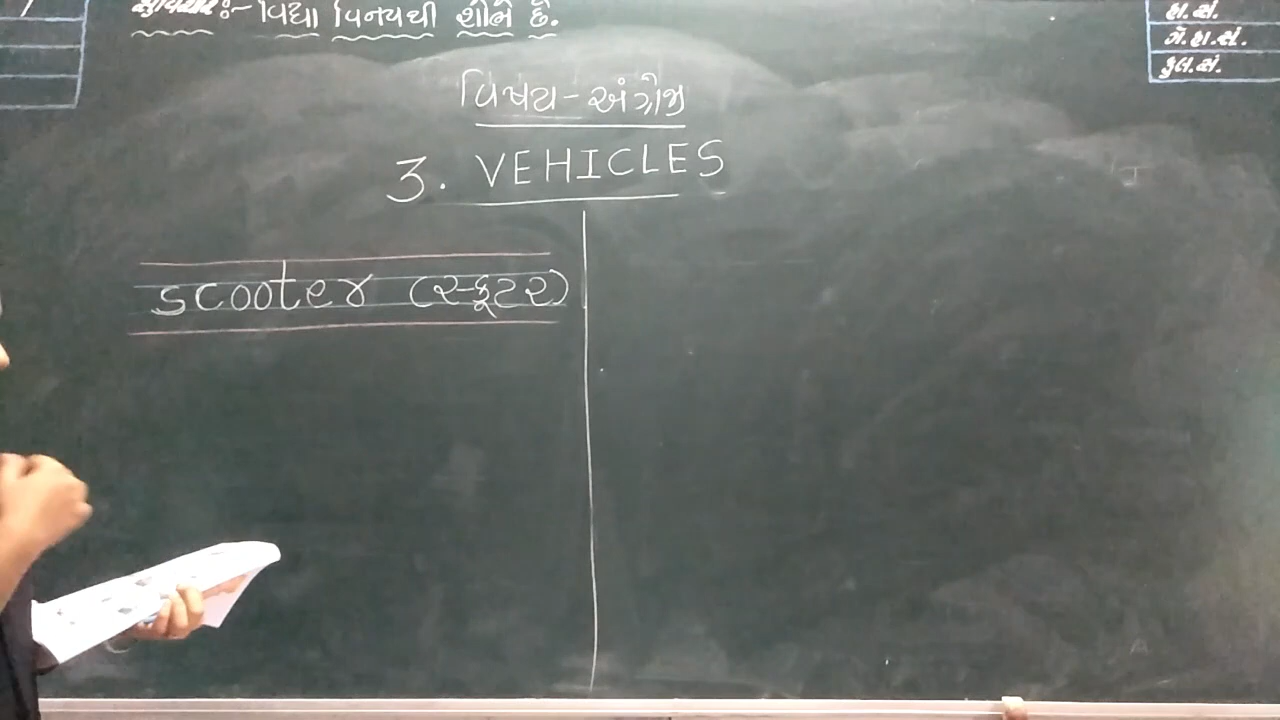 સુવિચાર :- વિદ્યા વિનયથી શોભે છે.
હા.સં.
ગે.હા.સં.
કુલ.સં.
વિષય - અંગ્રેજી
3. VEHICLES
scooter (સ્કૂટર)